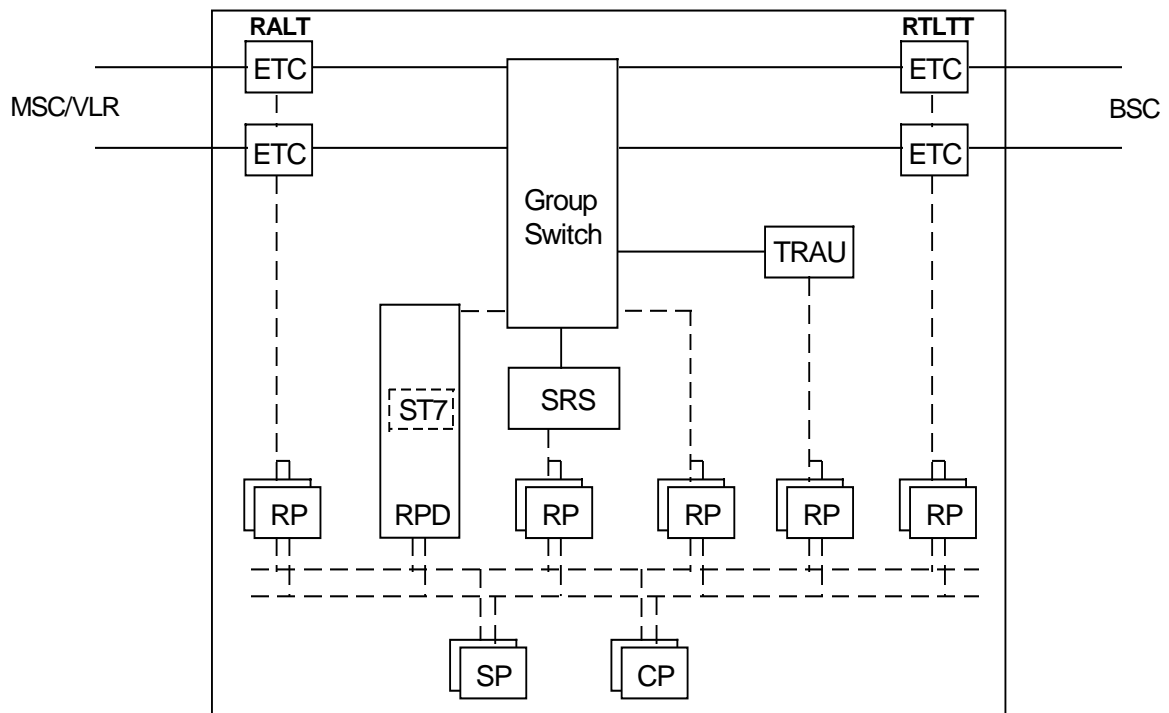 RALT
RTLTT
ETC
ETC
MSC/VLR
BSC
ETC
ETC
Group
Switch
TRAU
ST7
SRS
RP
RPD
RP
RP
RP
RP
SP
CP